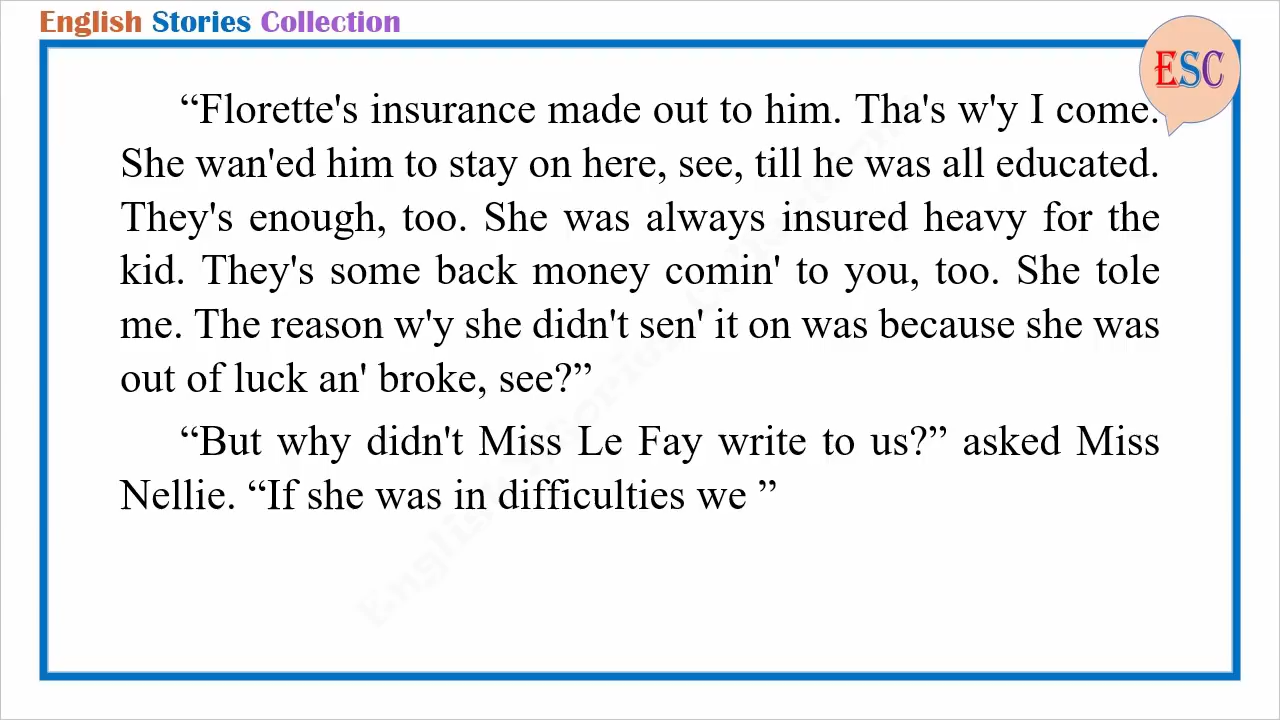 English Stories Collection
ESC
“Florette's insurance made out to him. Tha's w'y I come.
She wan'ed him to stay on here, see, till he was all educated.
They's enough, too. She was always insured heavy for the
kid. They's some back money comin' to you, too. She tole
me. The reason w'y she didn't sen' it on was because she was
out of luck an' broke, see?”
“But why didn't Miss Le Fay write to us?” asked Miss
Nellie. “If she was in difficulties we ”